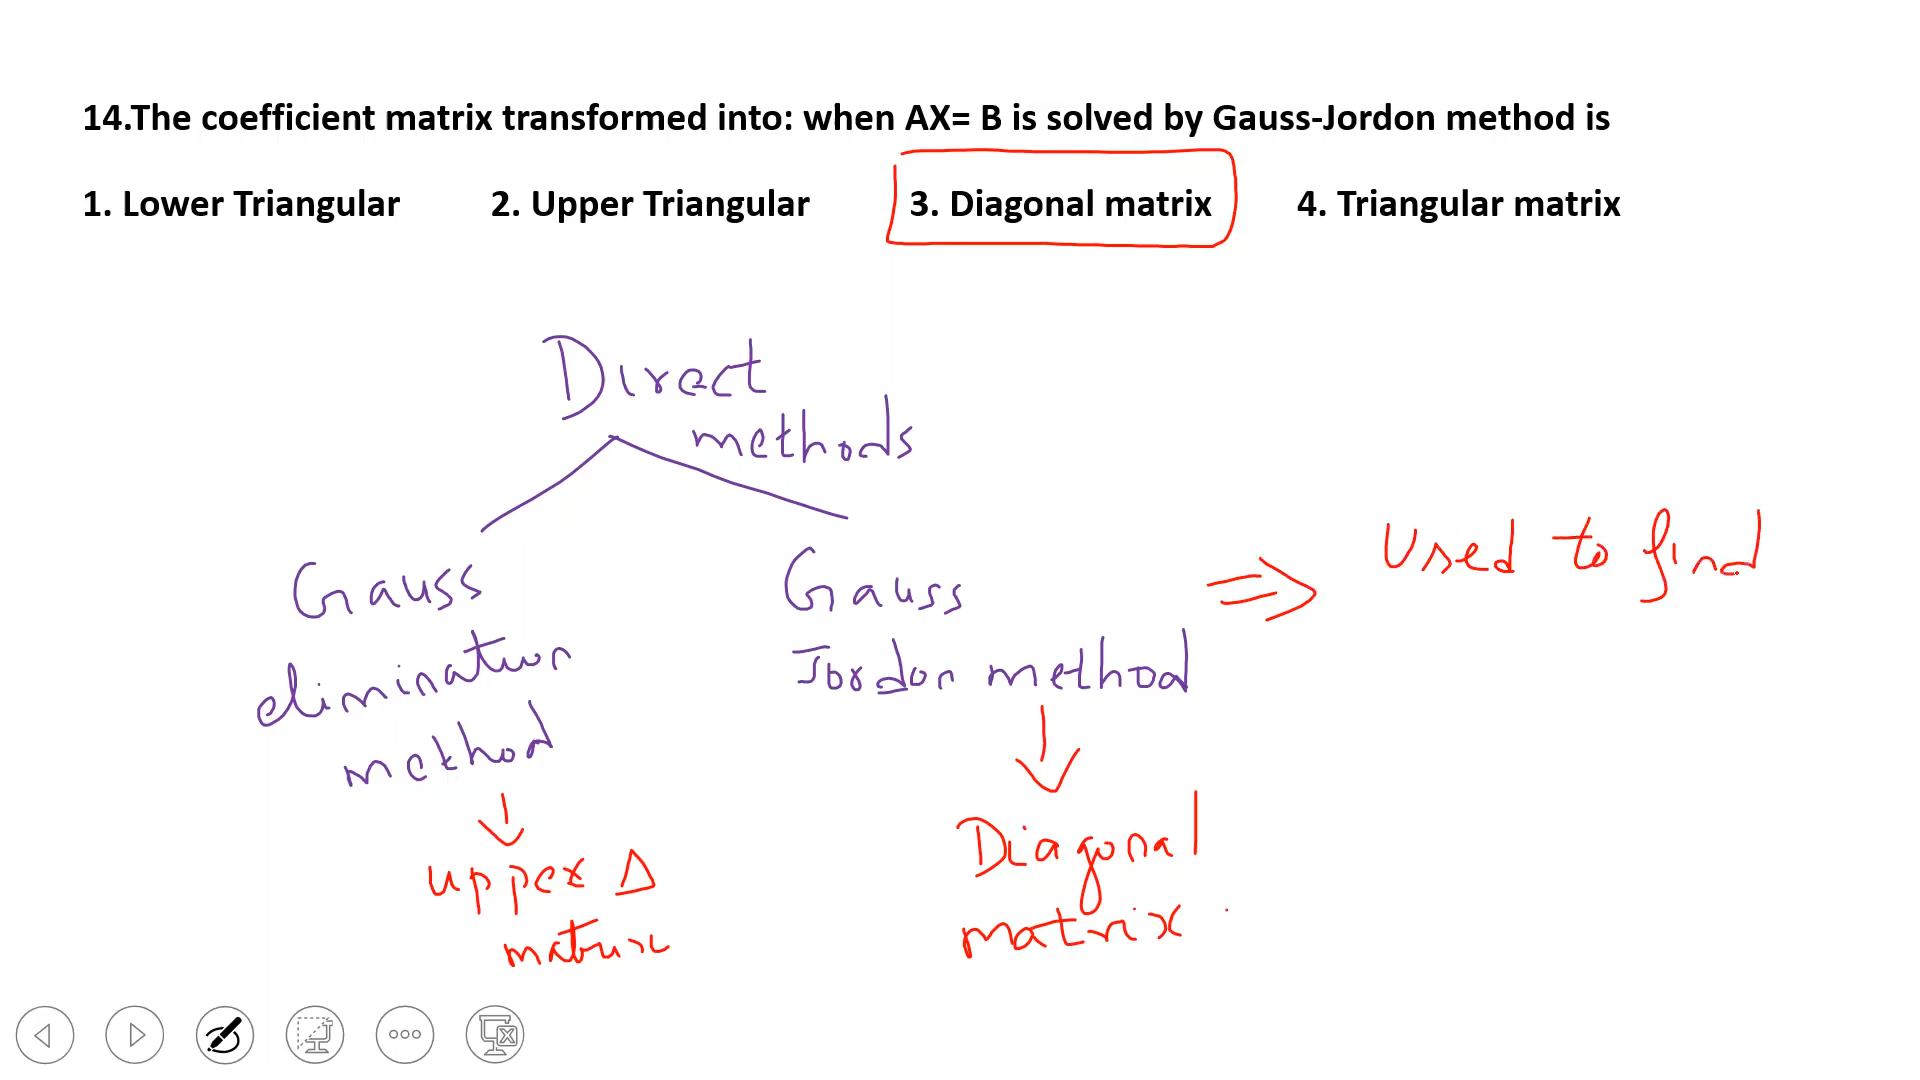 14.The coefficient matrix transformed into: when AX= B is solved by Gauss-Jordon method is
1. Lower Triangular 2. Upper Triangular 3. Diagonal matrix 4. Triangular matrix
Direct
methods
Gauss
elimination
method
upper Δ
matrix
Gauss
Jordon method
Diagonal
matrix
⇒ Used to find